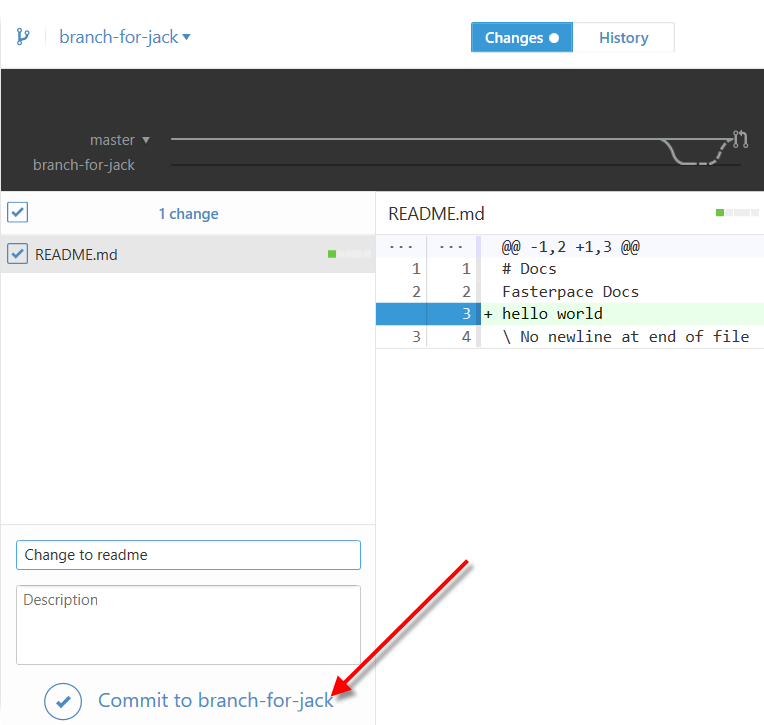 branch-for-jack
Changes
History
master
branch-for-jack
1 change
README.md
README.md
... ... @@ -1,2 +1,3 @@
1 1 # Docs
2 2 Fasterpace Docs
3 + hello world
3 4 \ No newline at end of file
Change to readme
Description
Commit to branch-for-jack